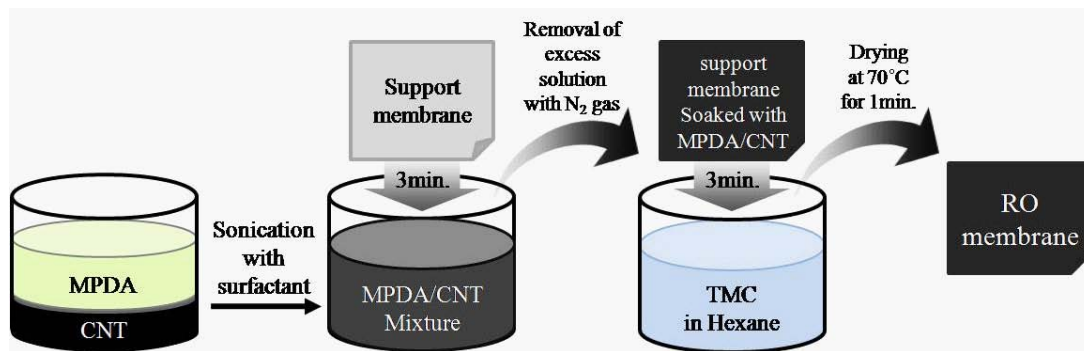 MPDA
CNT
Sonication
with
surfactant
Support
membrane
3min.
MPDA/CNT
Mixture
Removal of
excess
solution
with N₂ gas
support
membrane
Soaked with
MPDA/CNT
3min.
TMC
in Hexane
Drying
at 70°C
for 1min.
RO
membrane